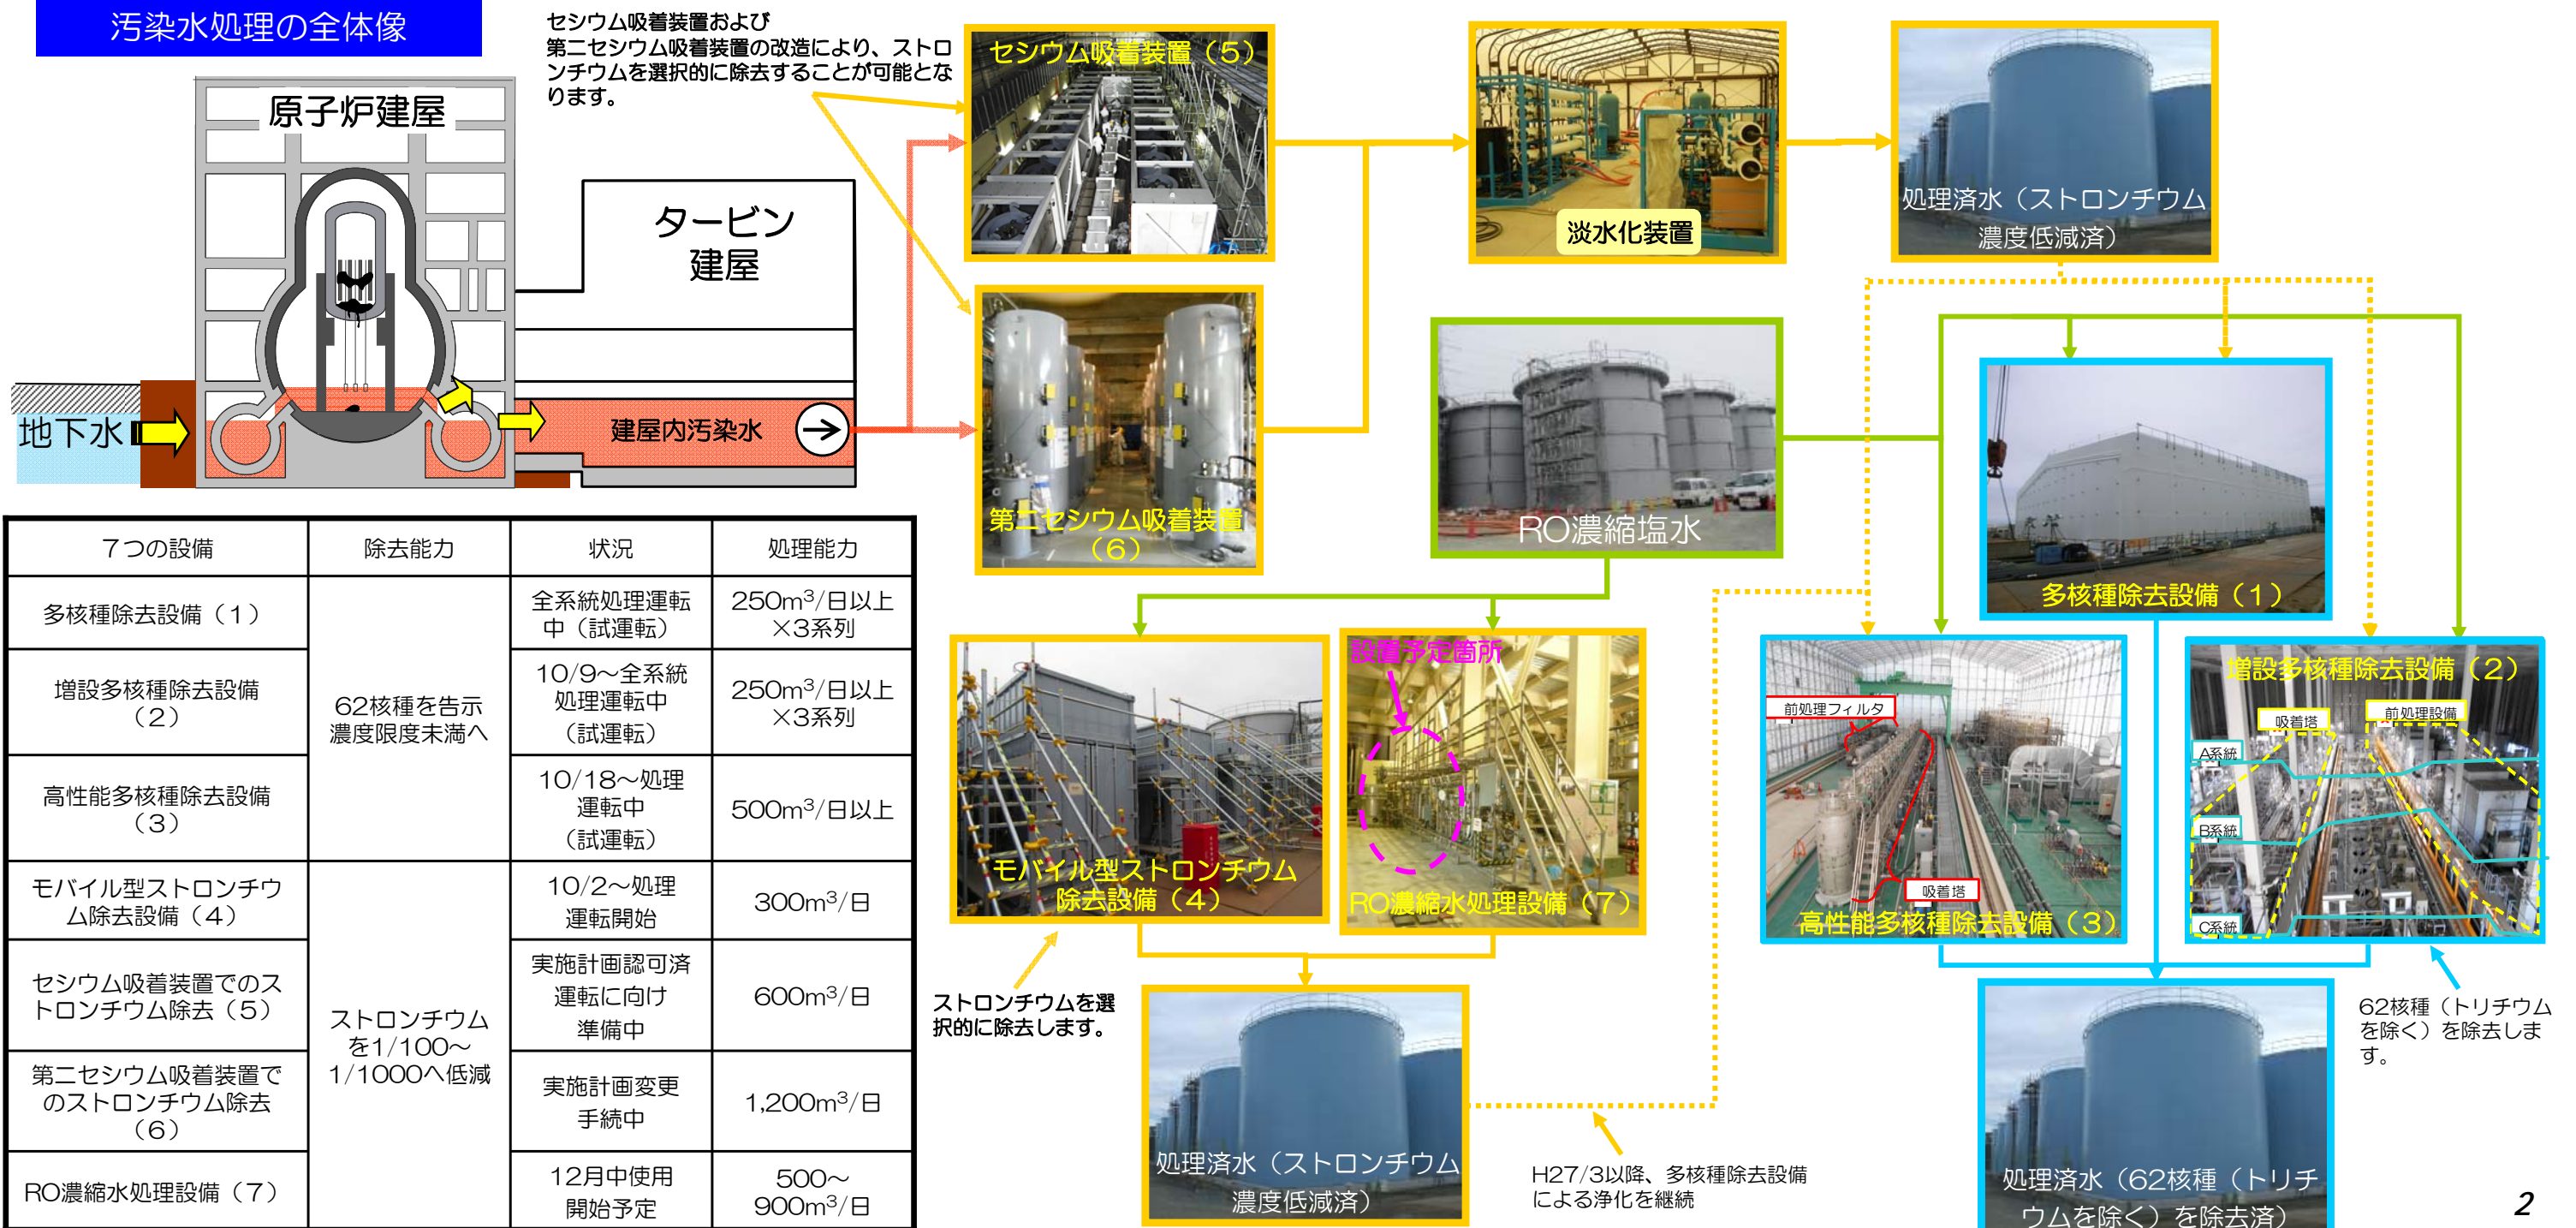 汚染水処理の全体像
セシウム吸着装置および
第二セシウム吸着装置の改造により、ストロ
ンチウムを選択的に除去することが可能とな
ります。
原子炉建屋
タービン
建屋
地下水
建屋内汚染水
セシウム吸着装置（5）
淡水化装置
処理済水（ストロンチウム
濃度低減済）
第二セシウム吸着装置
（6）
RO濃縮塩水
多核種除去設備（1）
７つの設備
除去能力
状況
処理能力
多核種除去設備（1）
62核種を告示
濃度限度未満へ
全系統処理運転
中（試運転）
250m³/日以上
×3系列
増設多核種除去設備
（2）
10/9～全系統
処理運転中
（試運転）
250m³/日以上
×3系列
高性能多核種除去設備
（3）
10/18～処理
運転中
（試運転）
500m³/日以上
モバイル型ストロンチウ
ム除去設備（4）
ストロンチウム
を1/100～
1/1000へ低減
10/2～処理
運転開始
300m³/日
セシウム吸着装置でのス
トロンチウム除去（5）
実施計画認可済
運転に向け
準備中
600m³/日
第二セシウム吸着装置で
のストロンチウム除去
（6）
実施計画変更
手続中
1,200m³/日
RO濃縮水処理設備（7）
12月中使用
開始予定
500～
900m³/日
モバイル型ストロンチウム
除去設備（4）
設置予定箇所
RO濃縮水処理設備（7）
前処理フィルタ
吸着塔
高性能多核種除去設備（3）
増設多核種除去設備（2）
吸着塔
前処理設備
A系統
B系統
C系統
ストロンチウムを選
択的に除去します。
処理済水（ストロンチウム
濃度低減済）
H27/3以降、多核種除去設備
による浄化を継続
62核種（トリチウム
を除く）を除去しま
す。
処理済水（62核種（トリチ
ウムを除く）を除去済）
2